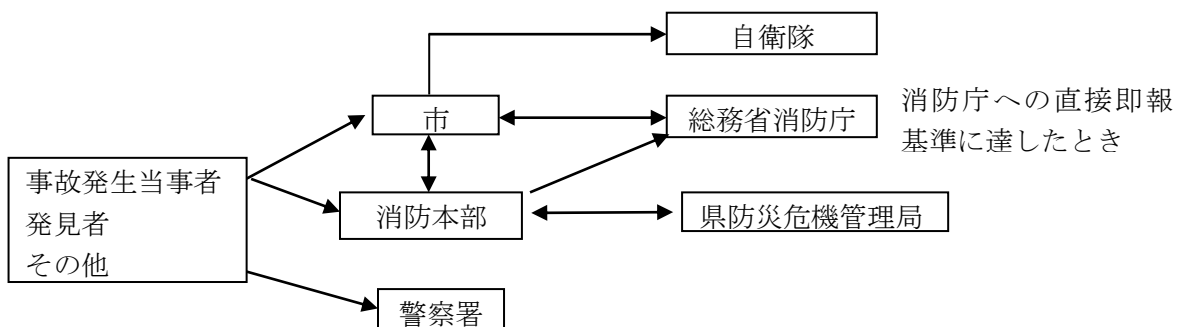 自衛隊
市
総務省消防庁
消防庁への直接即報
基準に達したとき
事故発生当事者
発見者
その他
消防本部
県防災危機管理局
警察署